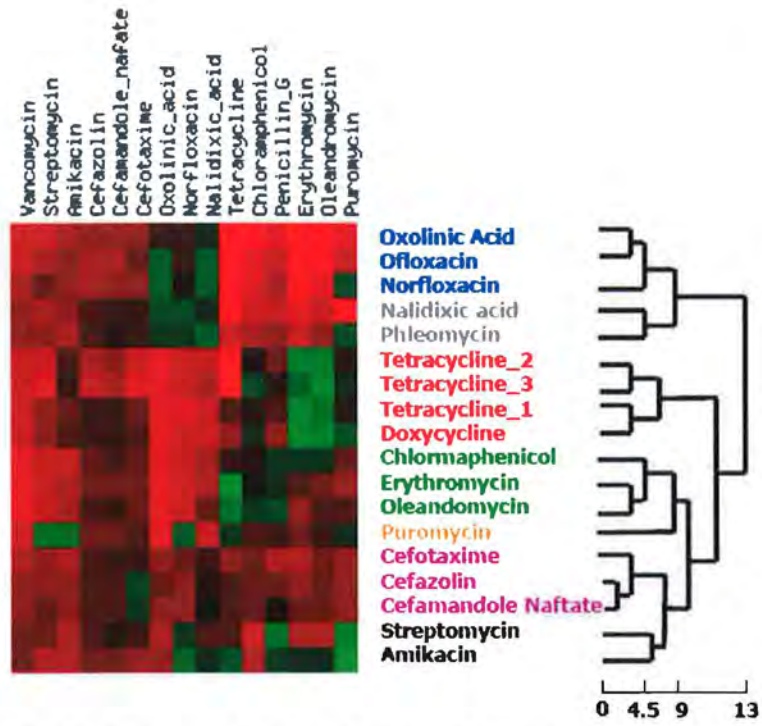 Vancomycin
Streptomycin
Amikacin
Cefazolin
Cefamandole_nafate
Cefotaxime
Oxolinic_acid
Norfloxacin
Nalidixic_acid
Tetracycline
Chloramphenicol
Penicillin_G
Erythromycin
Oleandromycin
Puromycin
Oxolinic Acid
Ofloxacin
Norfloxacin
Nalidixic acid
Phleomycin
Tetracycline_2
Tetracycline_3
Tetracycline_1
Doxycycline
Chlormaphenicol
Erythromycin
Oleandomycin
Puromycin
Cefotaxime
Cefazolin
Cefamandole Naftate
Streptomycin
Amikacin
0 4.5 9 13